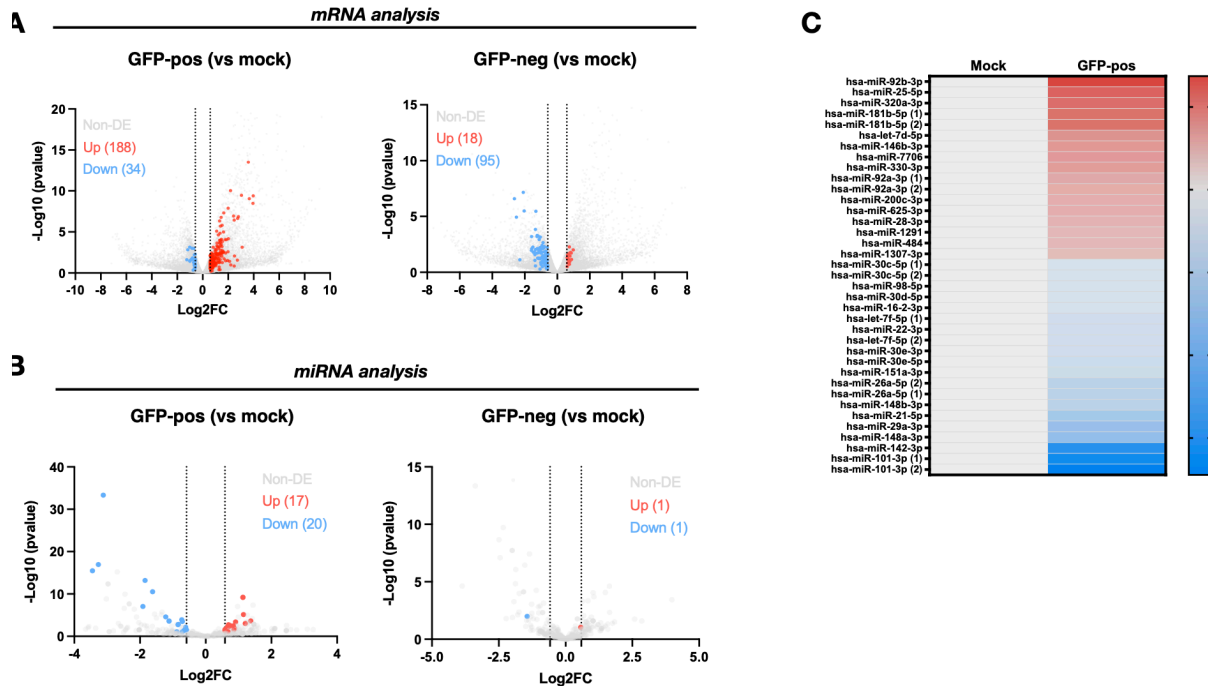 A
mRNA analysis
GFP-pos (vs mock)
20
15
10
5
0
-Log10 (pvalue)
Non-DE
Up (188)
Down (34)
-10 -8 -6 -4 -2 0 2 4 6 8 10
Log2FC
GFP-neg (vs mock)
15
10
5
0
-Log10 (pvalue)
Non-DE
Up (18)
Down (95)
-8 -6 -4 -2 0 2 4 6 8
Log2FC
B
miRNA analysis
GFP-pos (vs mock)
40
30
20
10
0
-Log10 (pvalue)
Non-DE
Up (17)
Down (20)
-4 -2 0 2 4
Log2FC
GFP-neg (vs mock)
15
10
5
0
-Log10 (pvalue)
Non-DE
Up (1)
Down (1)
-5.0 -2.5 0.0 2.5 5.0
Log2FC
C
Mock GFP-pos
hsa-miR-92b-3p
hsa-miR-25-5p
hsa-miR-320a-3p
hsa-miR-181b-5p (1)
hsa-miR-181b-5p (2)
hsa-let-7d-5p
hsa-miR-146b-3p
hsa-miR-7706
hsa-miR-330-3p
hsa-miR-92a-3p (1)
hsa-miR-92a-3p (2)
hsa-miR-200c-3p
hsa-miR-625-3p
hsa-miR-28-3p
hsa-miR-1291
hsa-miR-484
hsa-miR-1307-3p
hsa-miR-30c-5p (1)
hsa-miR-30c-5p (2)
hsa-miR-98-5p
hsa-miR-30d-5p
hsa-miR-16-2-3p
hsa-let-7f-5p (1)
hsa-miR-22-3p
hsa-let-7f-5p (2)
hsa-miR-30e-3p
hsa-miR-30e-5p
hsa-miR-151a-3p
hsa-miR-26a-5p (2)
hsa-miR-26a-5p (1)
hsa-miR-148b-3p
hsa-miR-21-5p
hsa-miR-29a-3p
hsa-miR-148a-3p
hsa-miR-142-3p
hsa-miR-101-3p (1)
hsa-miR-101-3p (2)